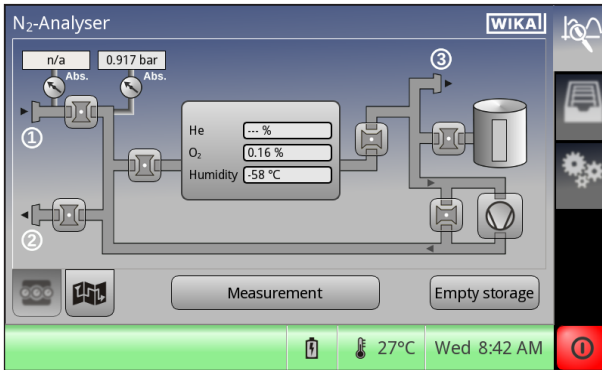 N₂-Analyser
WIKAI
n/a
0.917 bar
Abs.
Abs.
3
1
He
--- %
O₂
0.16 %
Humidity
-58 °C
2
Measurement
Empty storage
27°C
Wed 8:42 AM